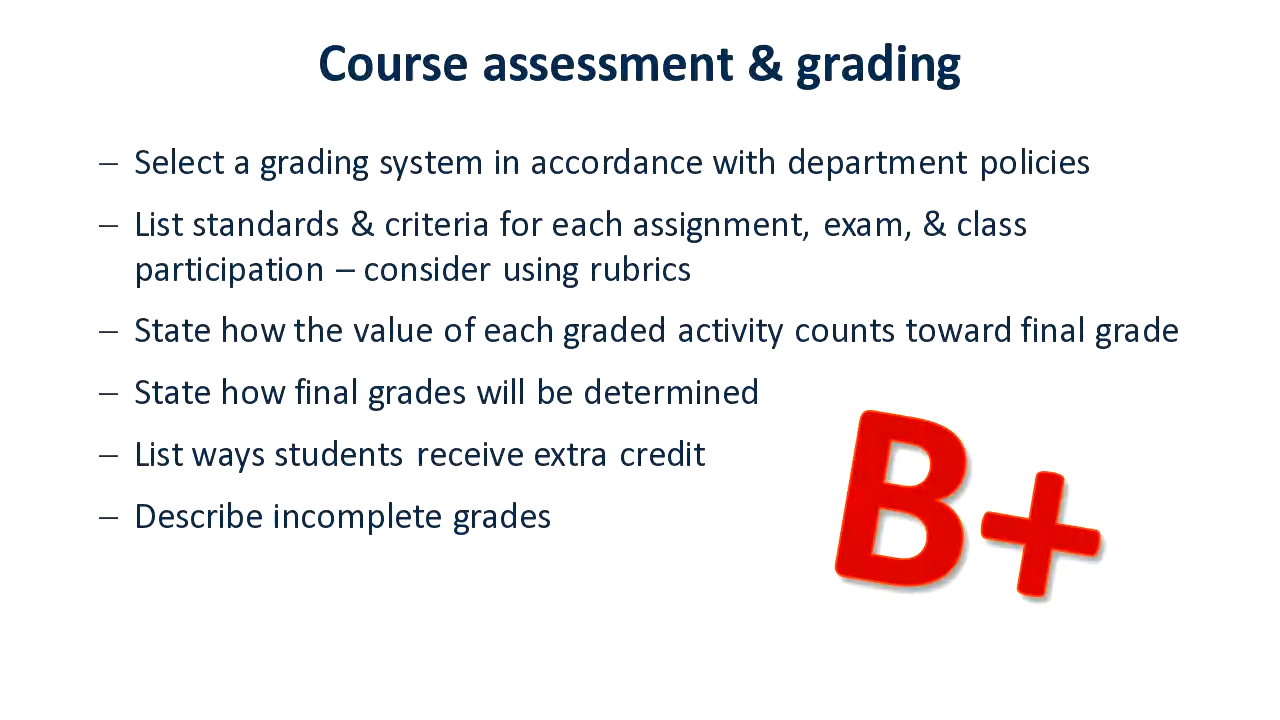 Course assessment & grading
– Select a grading system in accordance with department policies
– List standards & criteria for each assignment, exam, & class
participation – consider using rubrics
– State how the value of each graded activity counts toward final grade
– State how final grades will be determined
– List ways students receive extra credit
– Describe incomplete grades
B+